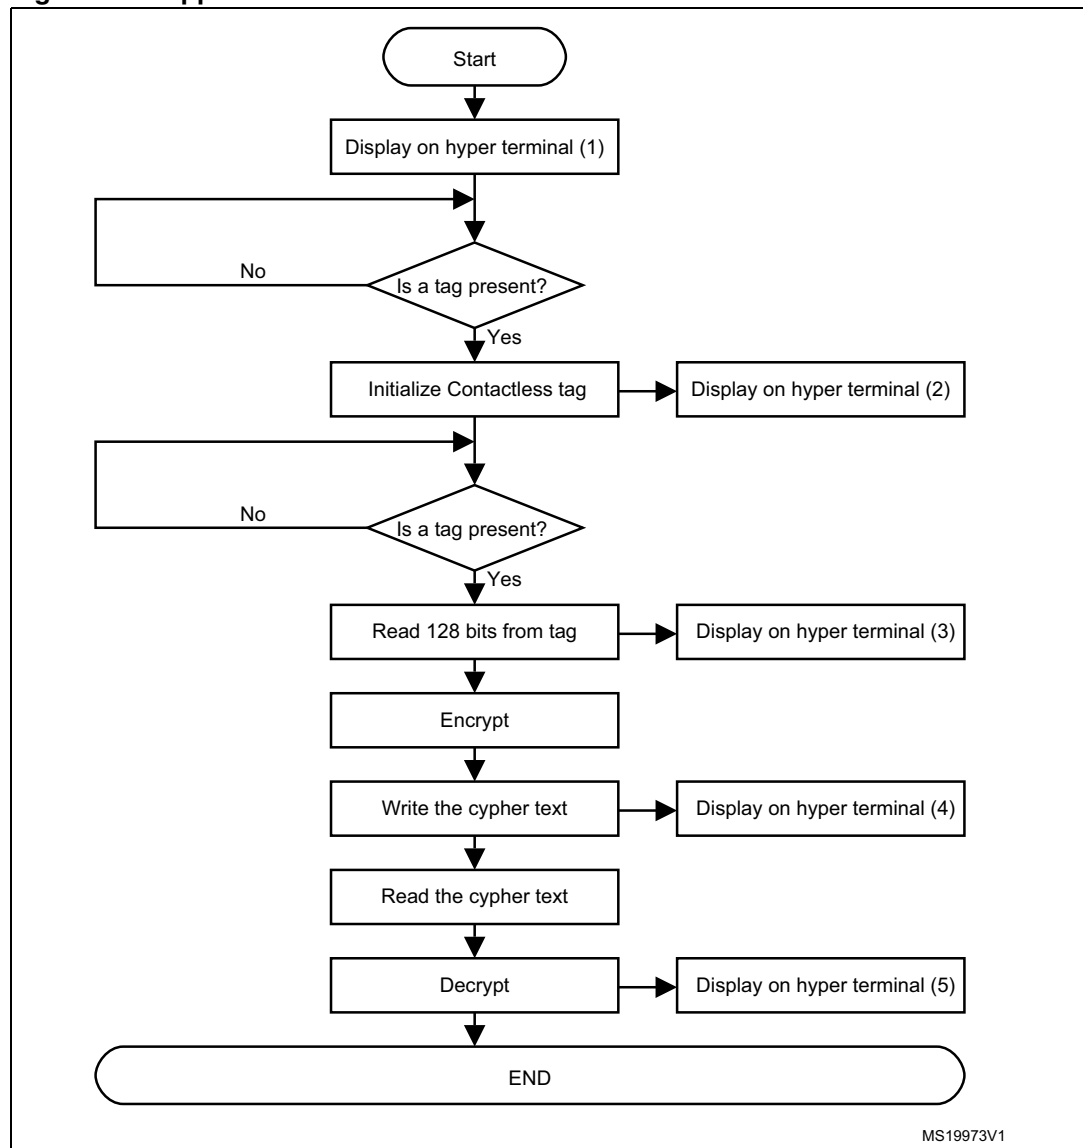 Start
Display on hyper terminal (1)
No
Is a tag present?
Yes
Initialize Contactless tag
Display on hyper terminal (2)
No
Is a tag present?
Yes
Read 128 bits from tag
Display on hyper terminal (3)
Encrypt
Write the cypher text
Display on hyper terminal (4)
Read the cypher text
Decrypt
Display on hyper terminal (5)
END
MS19973V1